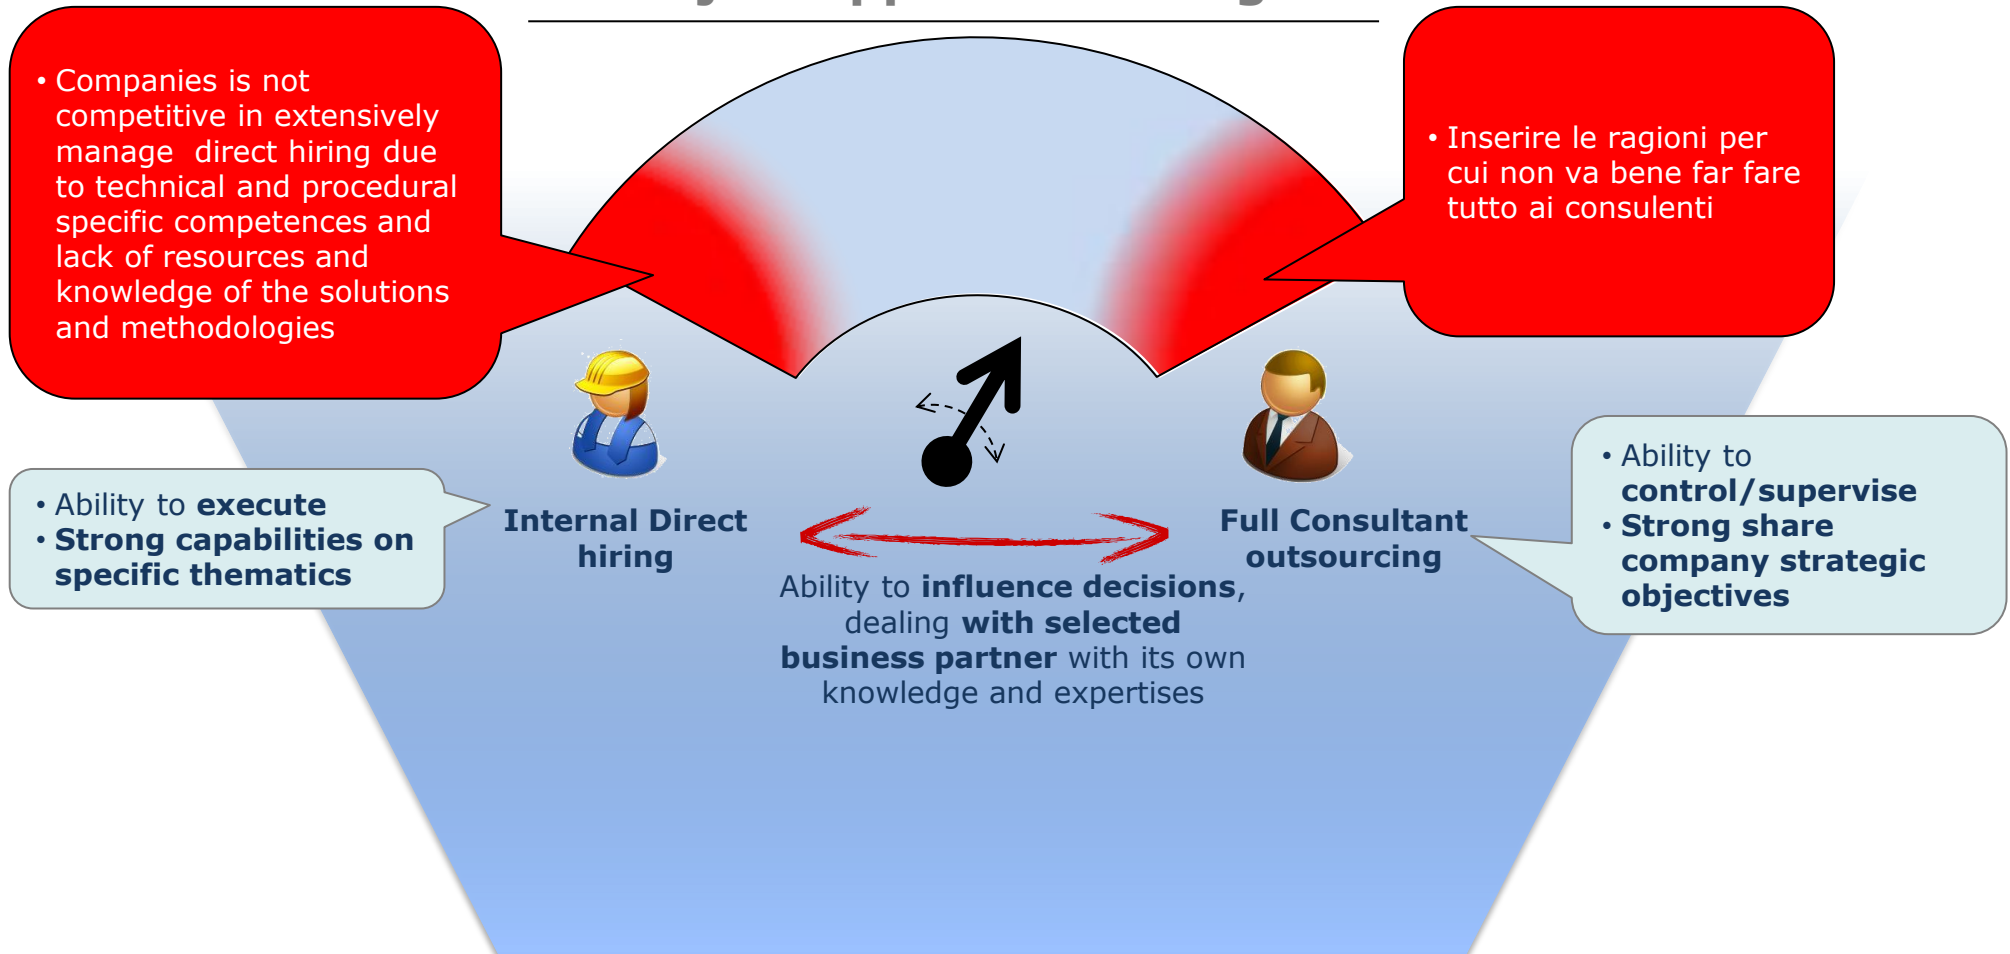 • Companies is not
competitive in extensively
manage direct hiring due
to technical and procedural
specific competences and
lack of resources and
knowledge of the solutions
and methodologies
• Inserire le ragioni per
cui non va bene far fare
tutto ai consulenti
• Ability to execute
• Strong capabilities on
specific thematics
Internal Direct
hiring
Full Consultant
outsourcing
• Ability to
control/supervise
• Strong share
company strategic
objectives
Ability to influence decisions,
dealing with selected
business partner with its own
knowledge and expertises